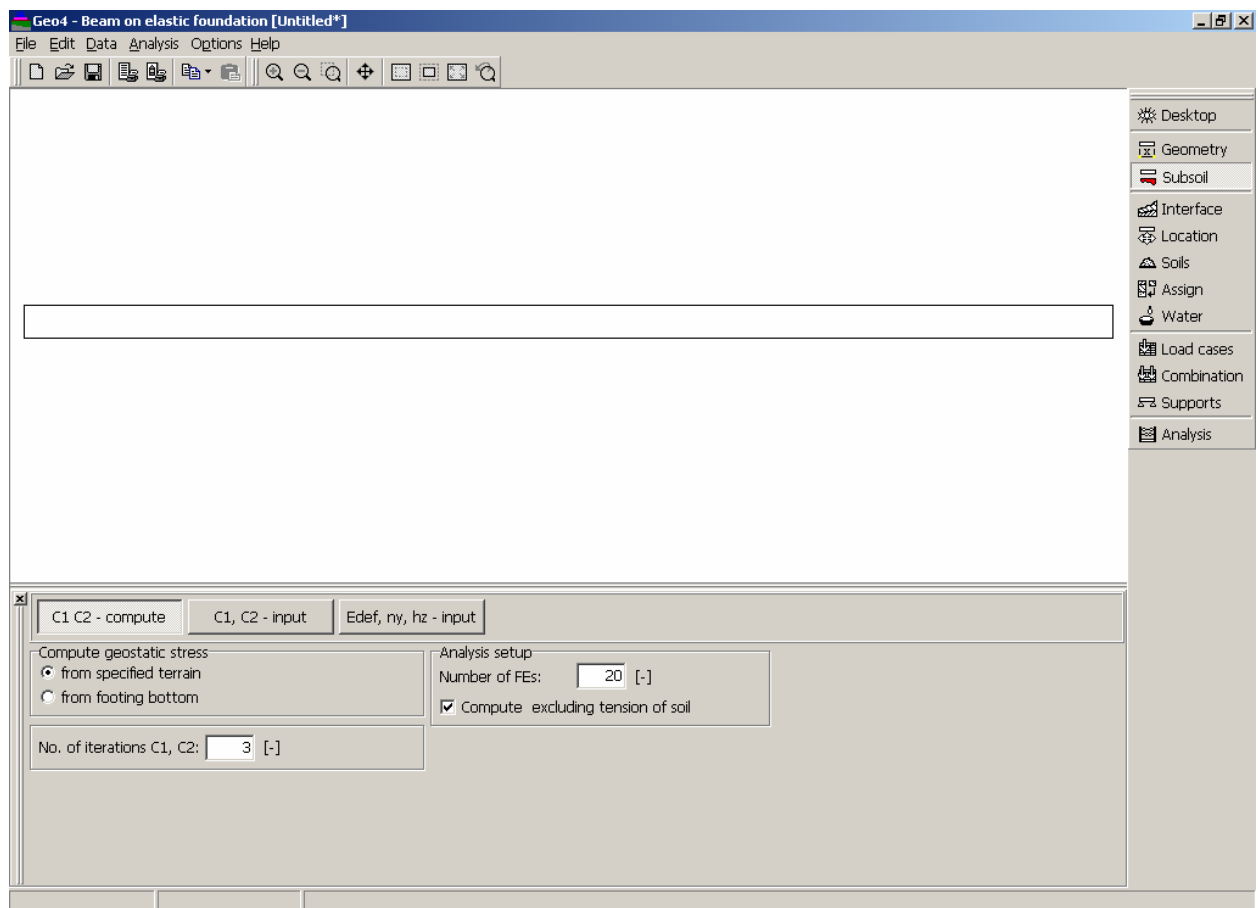 Geo4 - Beam on elastic foundation [Untitled*]
File Edit Data Analysis Options Help
Desktop
Geometry
Subsoil
Interface
Location
Soils
Assign
Water
Load cases
Combination
Supports
Analysis
C1 C2 - compute C1, C2 - input Edef, ny, hz - input
Compute geostatic stress
from specified terrain
from footing bottom
No. of iterations C1, C2: 3 [-]
Analysis setup
Number of FEs: 20 [-]
Compute excluding tension of soil